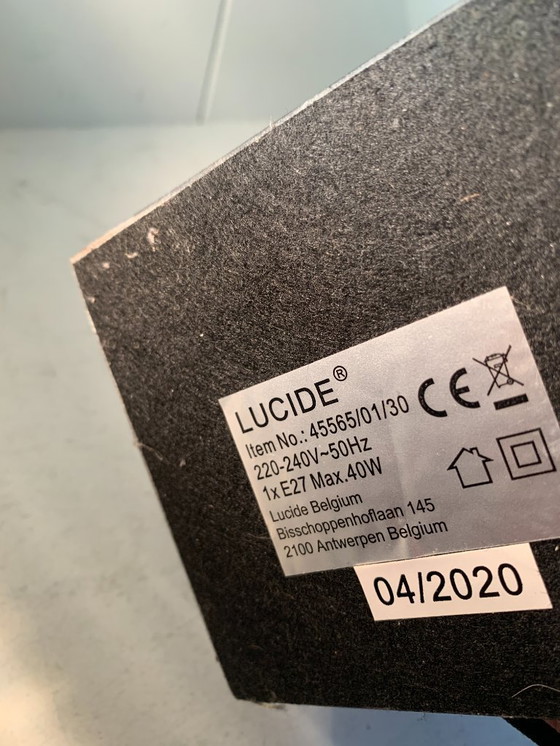 LUCIDE®
Item No.: 45565/01/30
220-240V~50Hz
1x E27 Max.40W
Lucide Belgium
Bisschoppenhoflaan 145
2100 Antwerpen Belgium
CE
04/2020